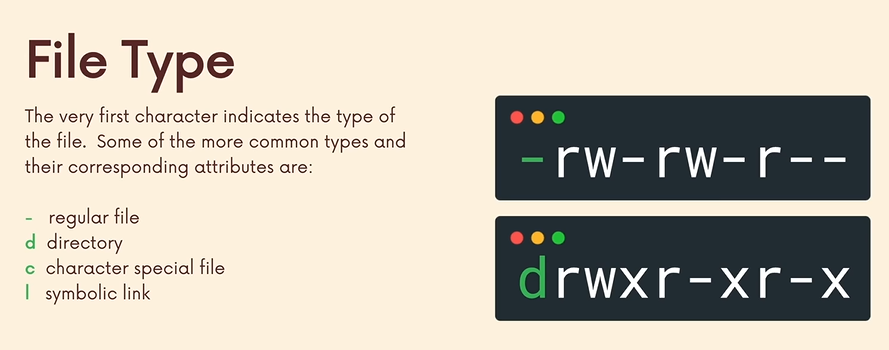 File Type
The very first character indicates the type of
the file.  Some of the more common types and
their corresponding attributes are:
-  regular file
d  directory
c  character special file
l  symbolic link
-rw-rw-r--
drwxr-xr-x